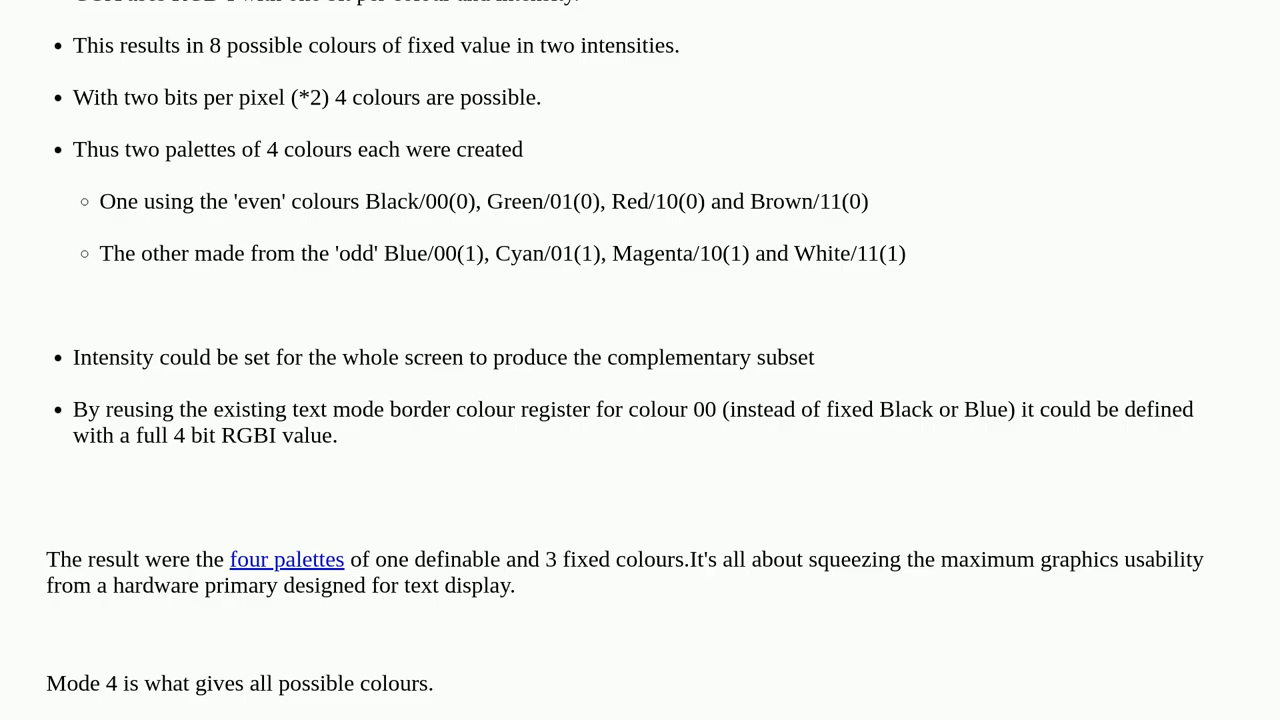 This results in 8 possible colours of fixed value in two intensities.
With two bits per pixel (*2) 4 colours are possible.
Thus two palettes of 4 colours each were created
One using the 'even' colours Black/00(0), Green/01(0), Red/10(0) and Brown/11(0)
The other made from the 'odd' Blue/00(1), Cyan/01(1), Magenta/10(1) and White/11(1)
Intensity could be set for the whole screen to produce the complementary subset
By reusing the existing text mode border colour register for colour 00 (instead of fixed Black or Blue) it could be defined
with a full 4 bit RGBI value.
The result were the four palettes of one definable and 3 fixed colours.It's all about squeezing the maximum graphics usability
from a hardware primary designed for text display.
Mode 4 is what gives all possible colours.